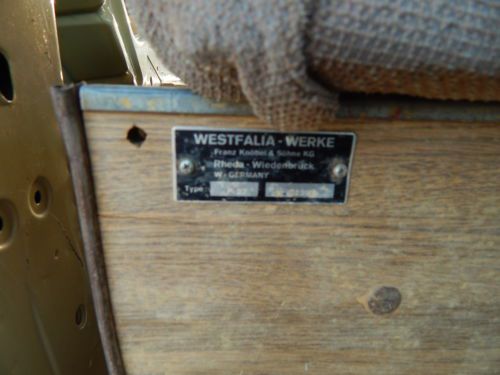 WESTFALIA - WERKE
Franz Knöbel & Söhne KG
Rheda - Wiedenbrück
W - GERMANY
Type